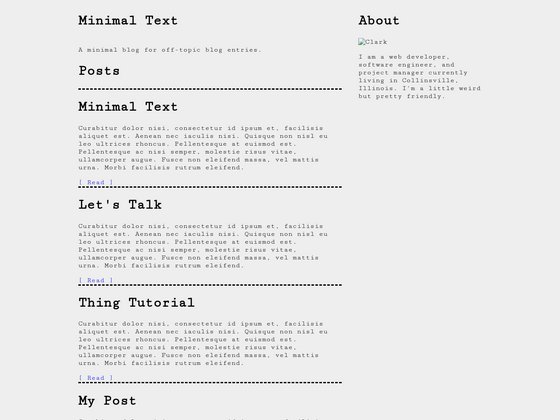 Minimal Text
A minimal blog for off-topic blog entries.
Posts
Minimal Text
Curabitur dolor nisi, consectetur id ipsum et, facilisis
aliquet est. Aenean nec iaculis nisi. Quisque non nisl eu
leo ultrices rhoncus. Pellentesque at euismod est.
Pellentesque ac nisi semper, molestie risus vitae,
ullamcorper augue. Fusce non eleifend massa, vel mattis
urna. Morbi facilisis rutrum eleifend.
[ Read ]
Let's Talk
Curabitur dolor nisi, consectetur id ipsum et, facilisis
aliquet est. Aenean nec iaculis nisi. Quisque non nisl eu
leo ultrices rhoncus. Pellentesque at euismod est.
Pellentesque ac nisi semper, molestie risus vitae,
ullamcorper augue. Fusce non eleifend massa, vel mattis
urna. Morbi facilisis rutrum eleifend.
[ Read ]
Thing Tutorial
Curabitur dolor nisi, consectetur id ipsum et, facilisis
aliquet est. Aenean nec iaculis nisi. Quisque non nisl eu
leo ultrices rhoncus. Pellentesque at euismod est.
Pellentesque ac nisi semper, molestie risus vitae,
ullamcorper augue. Fusce non eleifend massa, vel mattis
urna. Morbi facilisis rutrum eleifend.
[ Read ]
My Post
About
Clark
I am a web developer,
software engineer, and
project manager currently
living in Collinsville,
Illinois. I'm a little weird
but pretty friendly.